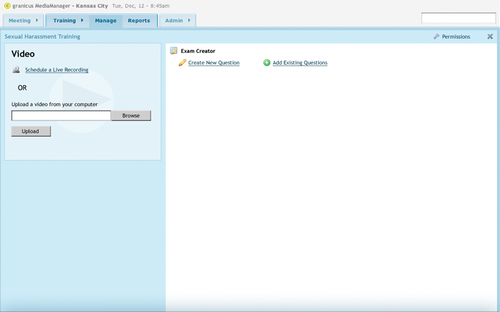 granicus MediaManager - Kansas City Tue, Dec, 12 - 8:45am
Meeting Training Manage Reports Admin
Sexual Harassment Training Permissions
Video
Schedule a Live Recording
OR
Upload a video from your computer
Browse
Upload
Exam Creator
Create New Question Add Existing Questions